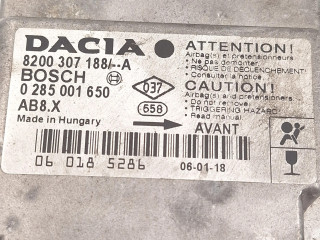 DACIA
8200 307 188/--A
BOSCH
0 285 001 650
AB8.X
Made in Hungary
037
658
ATTENTION!
Airbag(s) et prétensionneurs
• Ne pas démonter.
• RISQUE DE DECLENCHEMENT!
• Consulter la notice.
CAUTION!
Airbag(s) and pretensioners.
• Do not remove.
• TRIGGERING HAZARD!
• Read manual
AVANT
06 018 5286
06-01-18